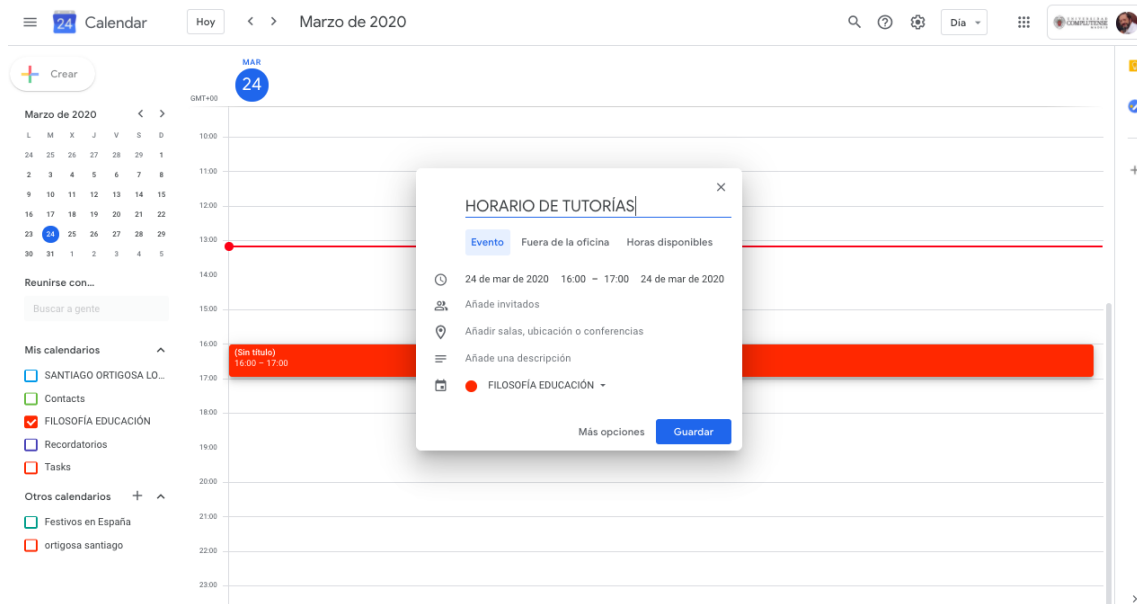 24 Calendar Hoy Marzo de 2020 Día UNIVERSIDAD COMPLUTENSE MADRID
Crear
MAR
24
GMT+00
Marzo de 2020
L M X J V S D
24 25 26 27 28 29 1
2 3 4 5 6 7 8
9 10 11 12 13 14 15
16 17 18 19 20 21 22
23 24 25 26 27 28 29
30 31 1 2 3 4 5
Reunirse con...
Buscar a gente
Mis calendarios
SANTIAGO ORTIGOSA LO...
Contacts
FILOSOFÍA EDUCACIÓN
Recordatorios
Tasks
Otros calendarios
Festivos en España
ortigosa santiago
10:00
11:00
12:00
13:00
14:00
15:00
16:00
17:00
18:00
19:00
20:00
21:00
22:00
23:00
(Sin título)
16:00 – 17:00
HORARIO DE TUTORÍAS
Evento Fuera de la oficina Horas disponibles
24 de mar de 2020 16:00 – 17:00 24 de mar de 2020
Añade invitados
Añadir salas, ubicación o conferencias
Añade una descripción
FILOSOFÍA EDUCACIÓN
Más opciones Guardar